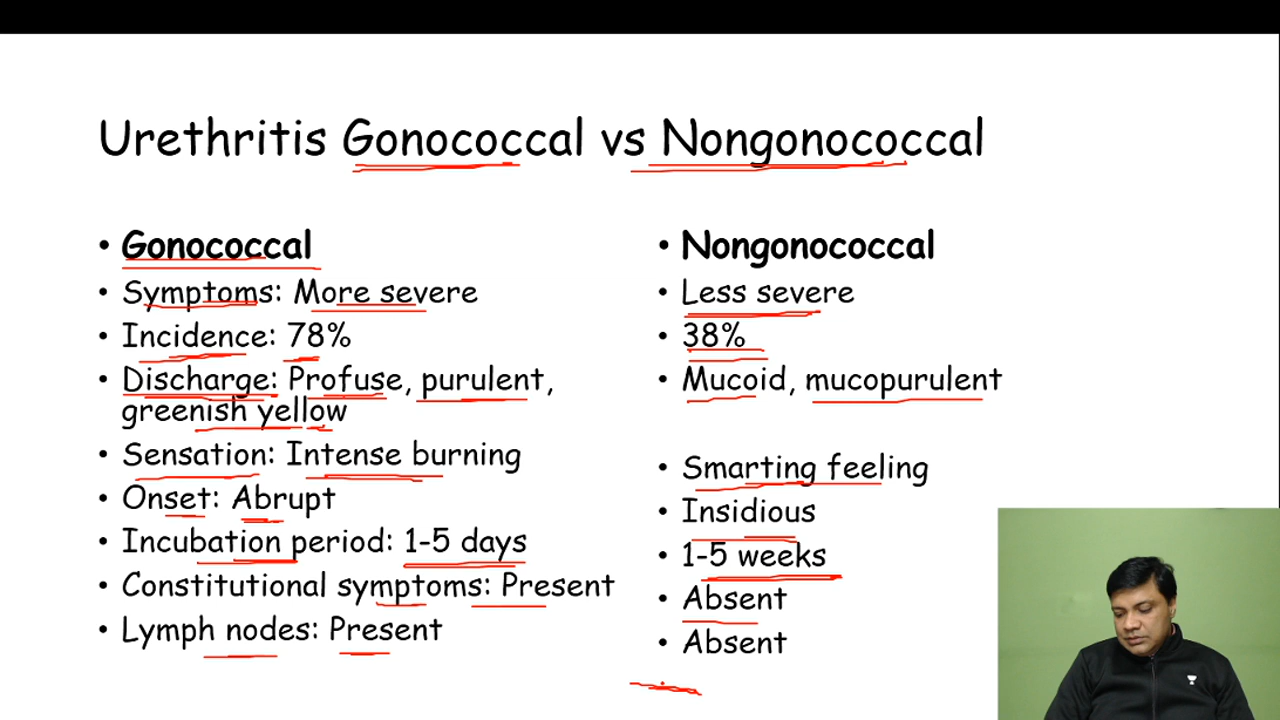 Urethritis Gonococcal vs Nongonococcal
• Gonococcal
• Symptoms: More severe
• Incidence: 78%
• Discharge: Profuse, purulent,
greenish yellow
• Sensation: Intense burning
• Onset: Abrupt
• Incubation period: 1-5 days
• Constitutional symptoms: Present
• Lymph nodes: Present
• Nongonococcal
• Less severe
• 38%
• Mucoid, mucopurulent
• Smarting feeling
• Insidious
• 1-5 weeks
• Absent
• Absent